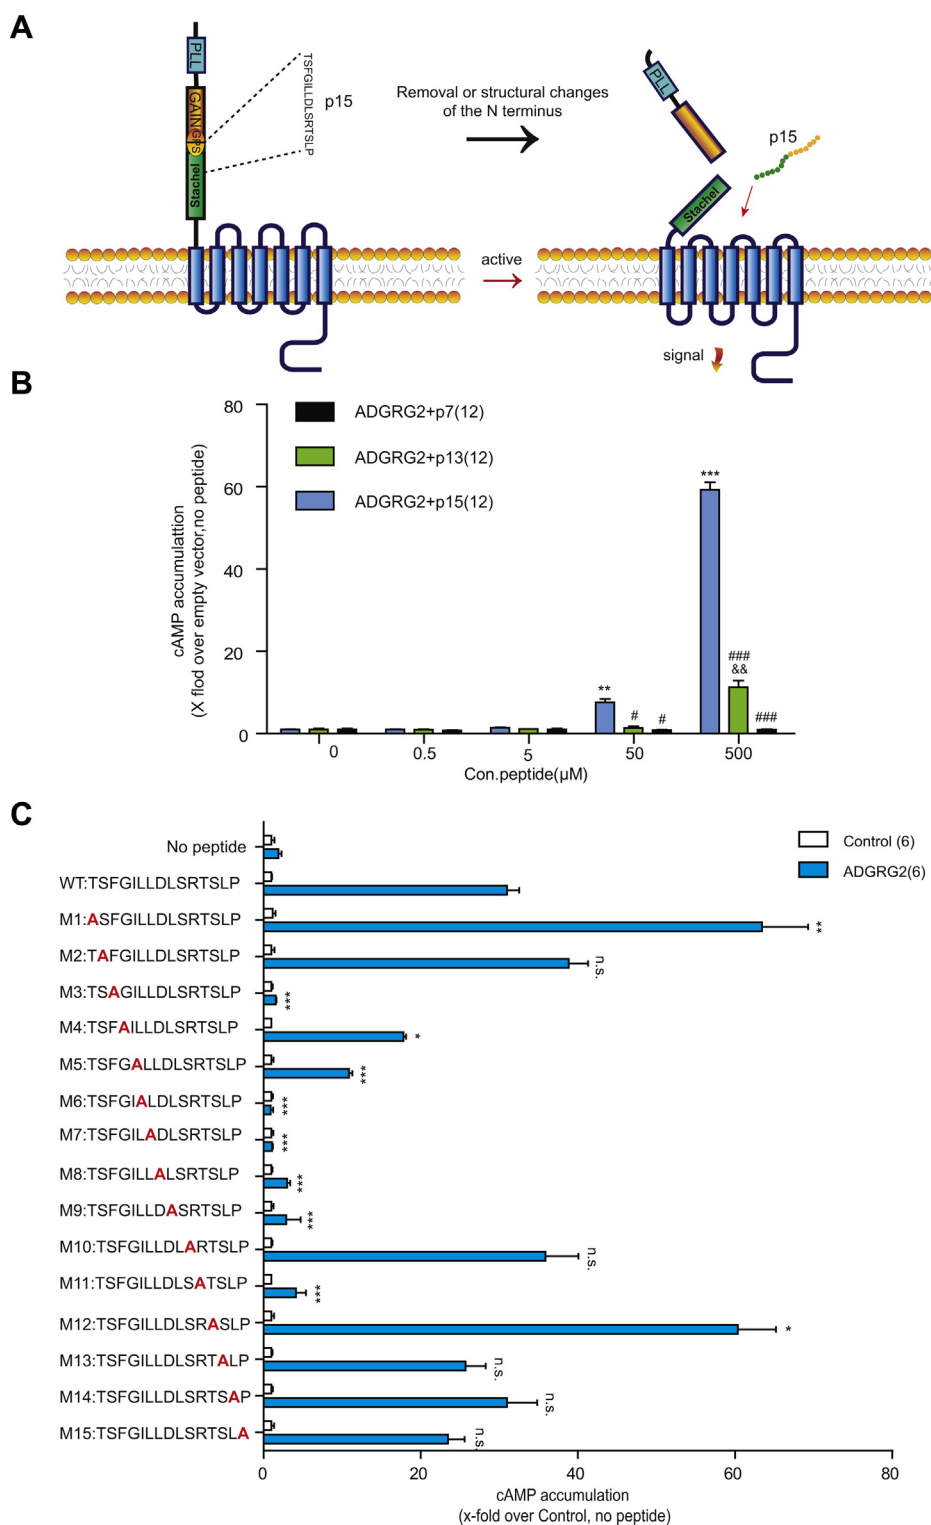 A
PLL
GAIN
GPS
Stachel
TSFGILLDLSRTSLP
p15
Removal or structural changes
of the N terminus
PLL
p15
Stachel
active
signal
B
cAMP accumulattion
(X flod over empty vector,no peptide)
80
60
40
20
0
ADGRG2+p7(12)
ADGRG2+p13(12)
ADGRG2+p15(12)
**
#
#
***
###
&&
###
0
0.5
5
50
500
Con.peptide(µM)
C
Control (6)
ADGRG2(6)
No peptide
WT:TSFGILLDLSRTSLP
M1:ASFGILLDLSRTSLP
**
M2:TAFGILLDLSRTSLP
n.s.
M3:TSAGILLDLSRTSLP
***
M4:TSFAILLDLSRTSLP
*
M5:TSFGALLDLSRTSLP
***
M6:TSFGIALDLSRTSLP
***
M7:TSFGILADLSRTSLP
***
M8:TSFGILLALSRTSLP
***
M9:TSFGILLDASRTSLP
***
M10:TSFGILLDLARTSLP
n.s.
M11:TSFGILLDLSATSLP
***
M12:TSFGILLDLSRASLP
*
M13:TSFGILLDLSRTALP
n.s.
M14:TSFGILLDLSRTSAP
n.s.
M15:TSFGILLDLSRTSLA
n.s.
0
20
40
60
80
cAMP accumulation
(x-fold over Control, no peptide)